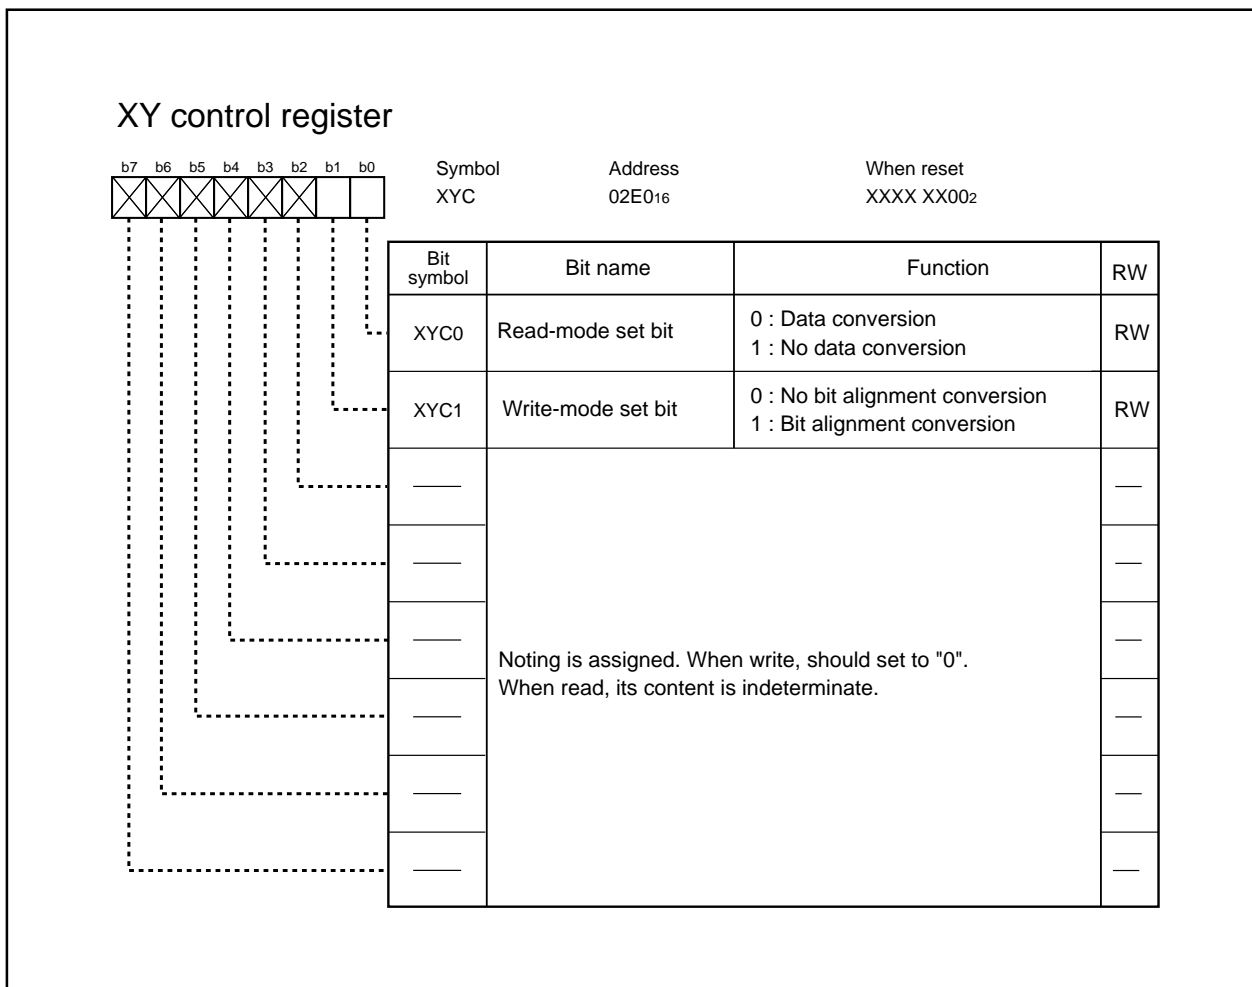 XY control register
b7 b6 b5 b4 b3 b2 b1 b0
Symbol Address When reset
XYC 02E016 XXXX XX002
Bit symbol Bit name Function RW
XYC0 Read-mode set bit 0 : Data conversion
1 : No data conversion RW
XYC1 Write-mode set bit 0 : No bit alignment conversion
1 : Bit alignment conversion RW
Noting is assigned. When write, should set to "0".
When read, its content is indeterminate.